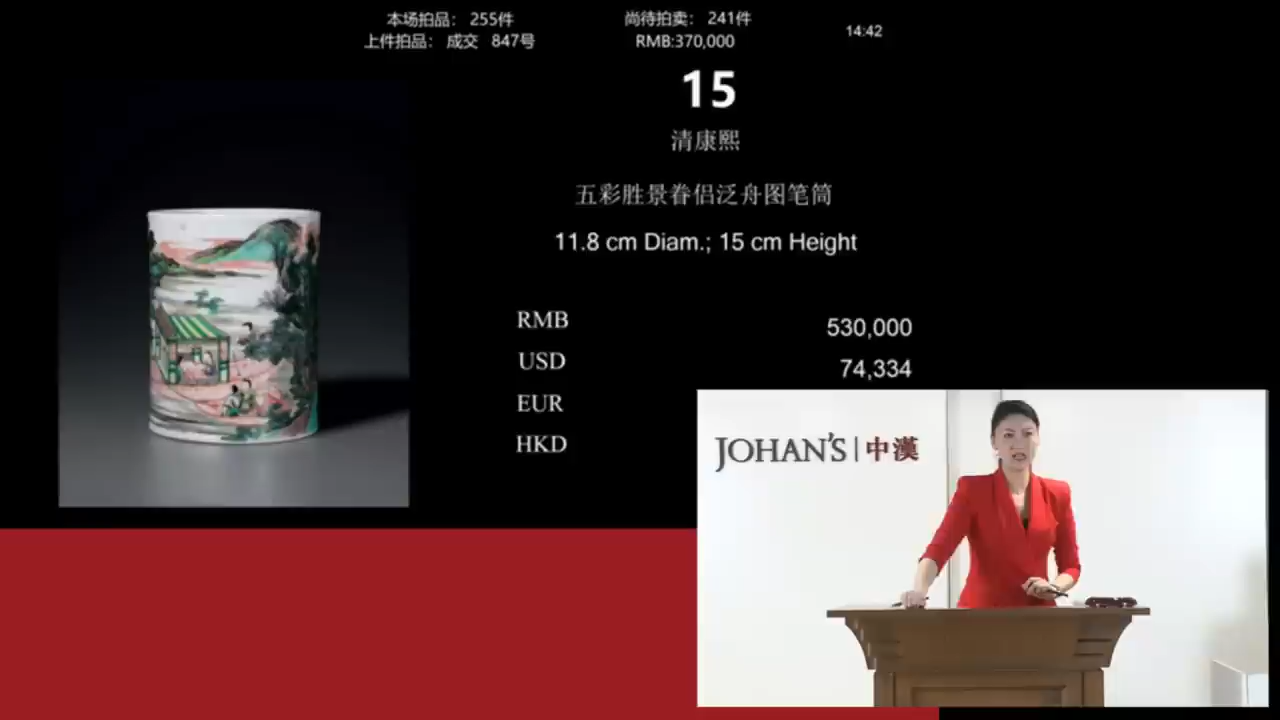 本场拍品： 255件 尚待拍卖： 241件
上件拍品： 成交 847号 RMB:370,000 14:42
15
清康熙
五彩胜景眷侣泛舟图笔筒
11.8 cm Diam.; 15 cm Height
RMB 530,000
USD 74,334
EUR
HKD
JOHAN'S|中漢